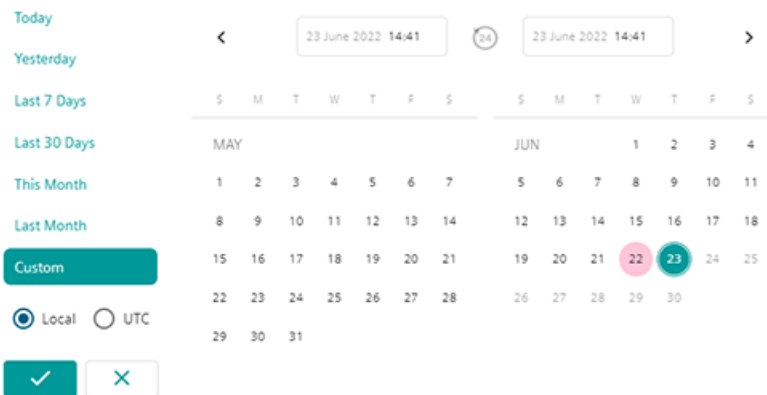 Today
Yesterday
Last 7 Days
Last 30 Days
This Month
Last Month
Custom
Local UTC
23 June 2022 14:41
24
23 June 2022 14:41
S M T W T F S
MAY
1 2 3 4 5 6 7
8 9 10 11 12 13 14
15 16 17 18 19 20 21
22 23 24 25 26 27 28
29 30 31
S M T W T F S
JUN 1 2 3 4
5 6 7 8 9 10 11
12 13 14 15 16 17 18
19 20 21 22 23 24 25
26 27 28 29 30